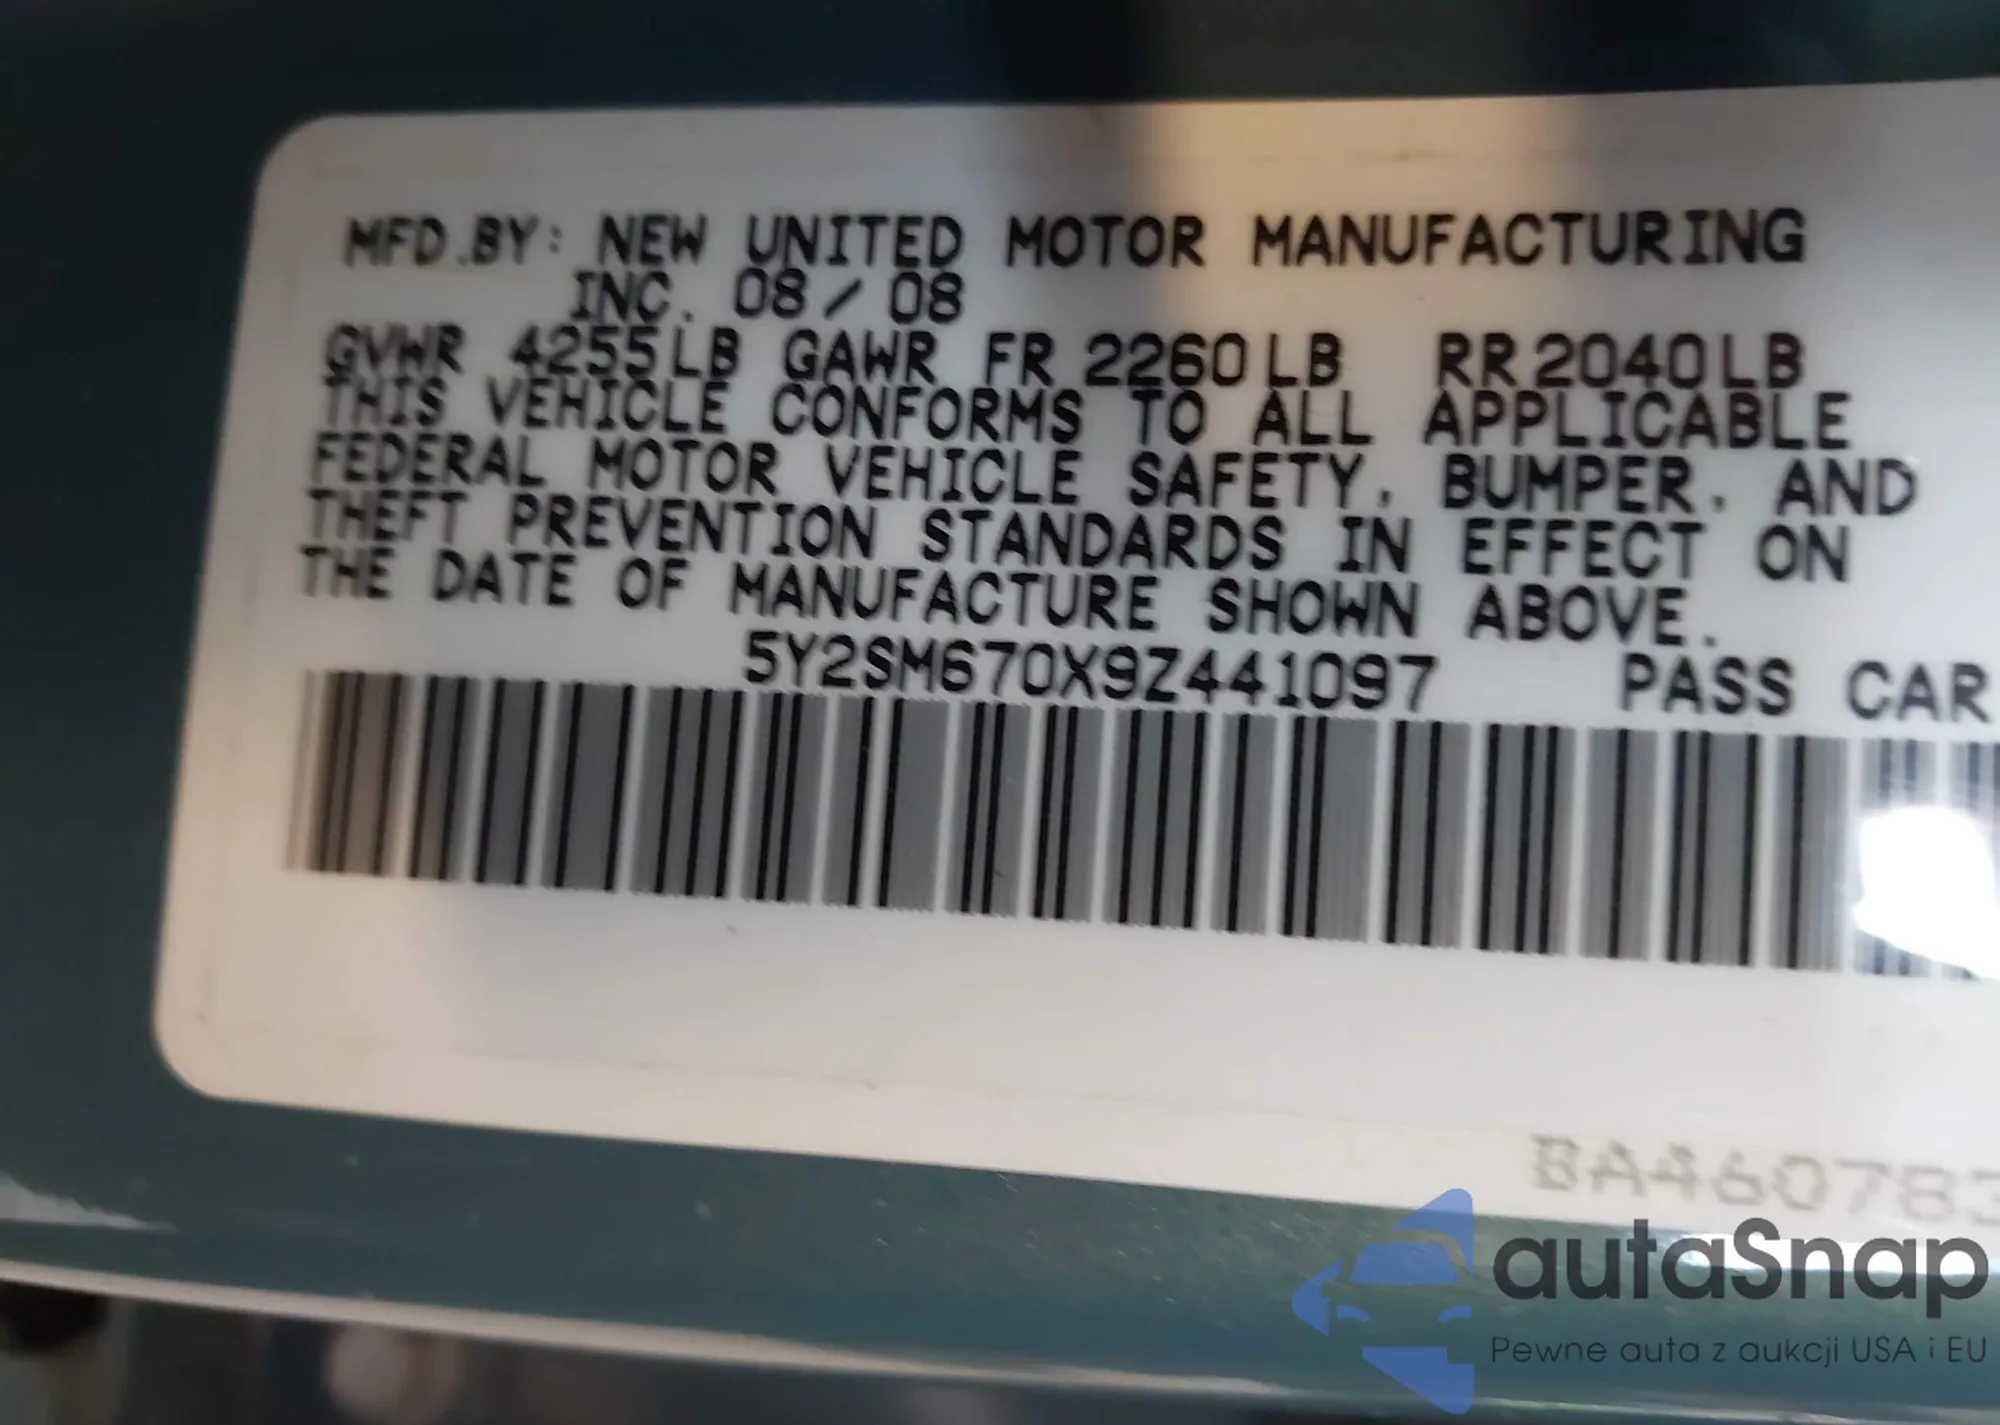 MFD.BY: NEW UNITED MOTOR MANUFACTURING
INC. 08/08
GVWR 4255LB GAWR FR 2260LB RR 2040LB
THIS VEHICLE CONFORMS TO ALL APPLICABLE
FEDERAL MOTOR VEHICLE SAFETY, BUMPER, AND
THEFT PREVENTION STANDARDS IN EFFECT ON
THE DATE OF MANUFACTURE SHOWN ABOVE.
5Y2SM670X9Z441097 PASS CAR
BA460783
autaSnap
Pewne auta z aukcji USA i EU